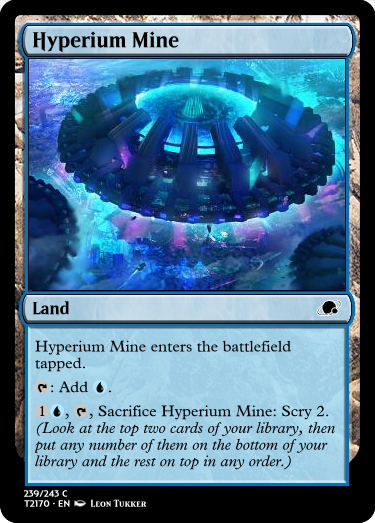 Hyperium Mine
Land
Hyperium Mine enters the battlefield
tapped.
: Add .
1, , Sacrifice Hyperium Mine: Scry 2.
(Look at the top two cards of your library, then
put any number of them on the bottom of your
library and the rest on top in any order.)
239/243 C
T2170 • EN Leon Tukker